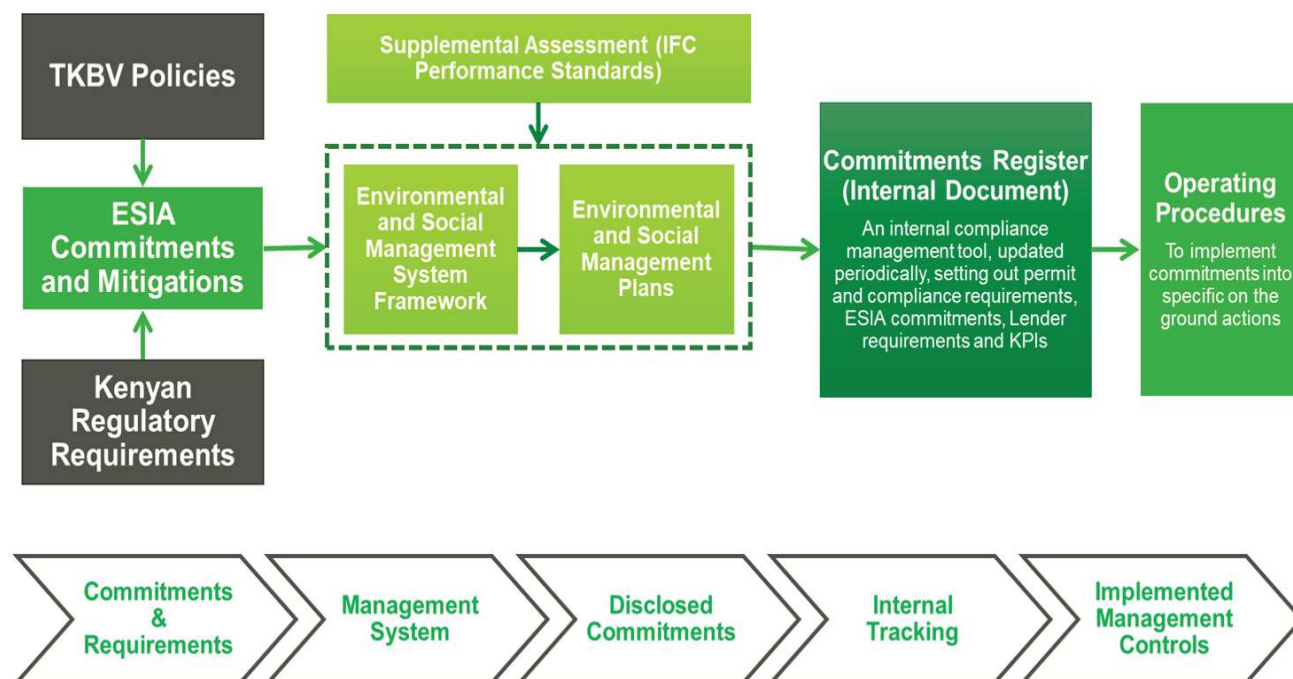 TKBV Policies
ESIA
Commitments
and Mitigations
Kenyan
Regulatory
Requirements
Supplemental Assessment (IFC
Performance Standards)
Environmental
and Social
Management
System
Framework
Environmental
and Social
Management
Plans
Commitments Register
(Internal Document)
An internal compliance
management tool, updated
periodically, setting out permit
and compliance requirements,
ESIA commitments, Lender
requirements and KPIs
Operating
Procedures
To implement
commitments into
specific on the
ground actions
Commitments
&
Requirements
Management
System
Disclosed
Commitments
Internal
Tracking
Implemented
Management
Controls